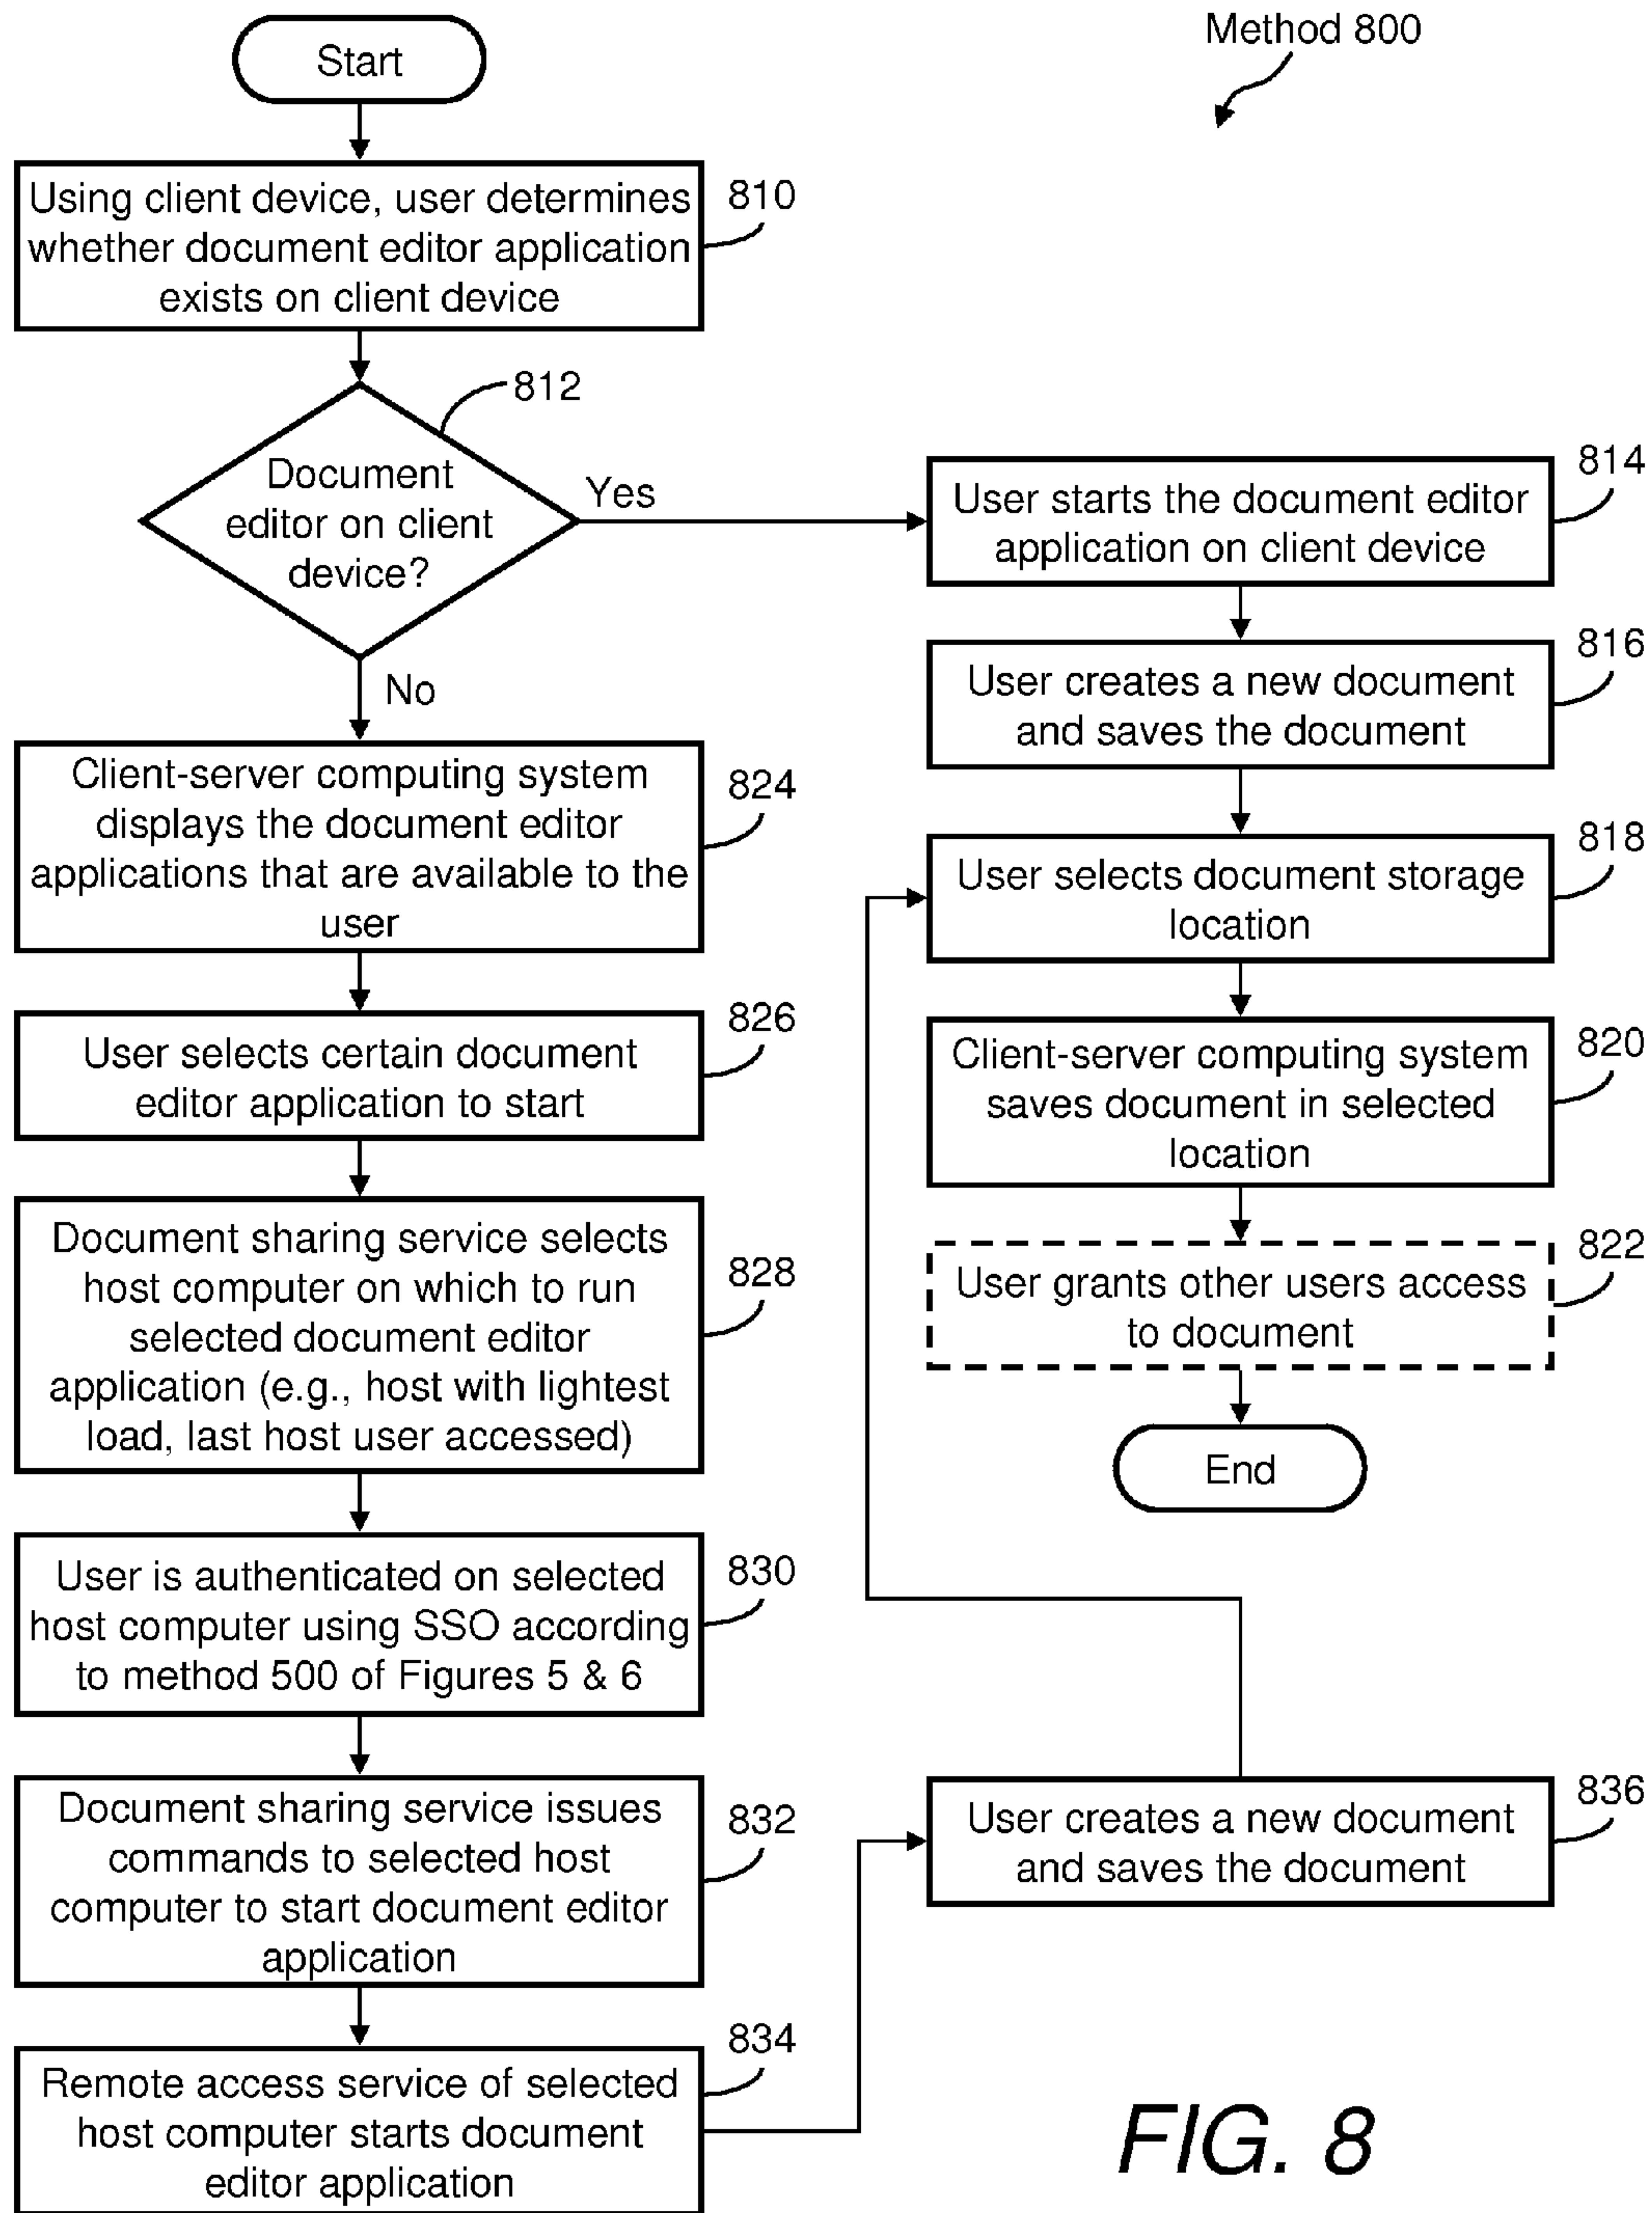 Method 800
Start
810
Using client device, user determines
whether document editor application
exists on client device
812
Document
editor on client
device?
Yes
No
814
User starts the document editor
application on client device
816
User creates a new document
and saves the document
818
User selects document storage
location
820
Client-server computing system
saves document in selected
location
822
User grants other users access
to document
End
824
Client-server computing system
displays the document editor
applications that are available to the
user
826
User selects certain document
editor application to start
828
Document sharing service selects
host computer on which to run
selected document editor
application (e.g., host with lightest
load, last host user accessed)
830
User is authenticated on selected
host computer using SSO according
to method 500 of Figures 5 & 6
832
Document sharing service issues
commands to selected host
computer to start document editor
application
834
Remote access service of selected
host computer starts document
editor application
836
User creates a new document
and saves the document
FIG. 8